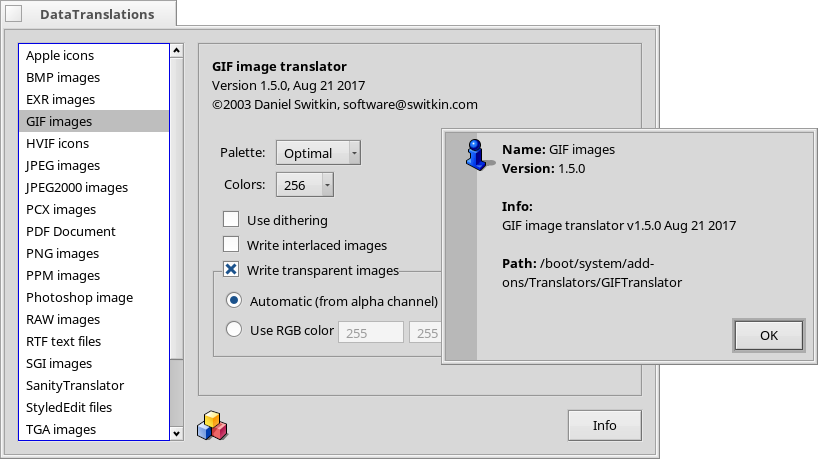 DataTranslations
Apple icons
BMP images
EXR images
GIF images
HVIF icons
JPEG images
JPEG2000 images
PCX images
PDF Document
PNG images
PPM images
Photoshop image
RAW images
RTF text files
SGI images
SanityTranslator
StyledEdit files
TGA images
GIF image translator
Version 1.5.0, Aug 21 2017
©2003 Daniel Switkin, software@switkin.com
Palette: Optimal
Colors: 256
Use dithering
Write interlaced images
Write transparent images
Automatic (from alpha channel)
Use RGB color 255 255
Info
Name: GIF images
Version: 1.5.0
Info:
GIF image translator v1.5.0 Aug 21 2017
Path: /boot/system/add-
ons/Translators/GIFTranslator
OK